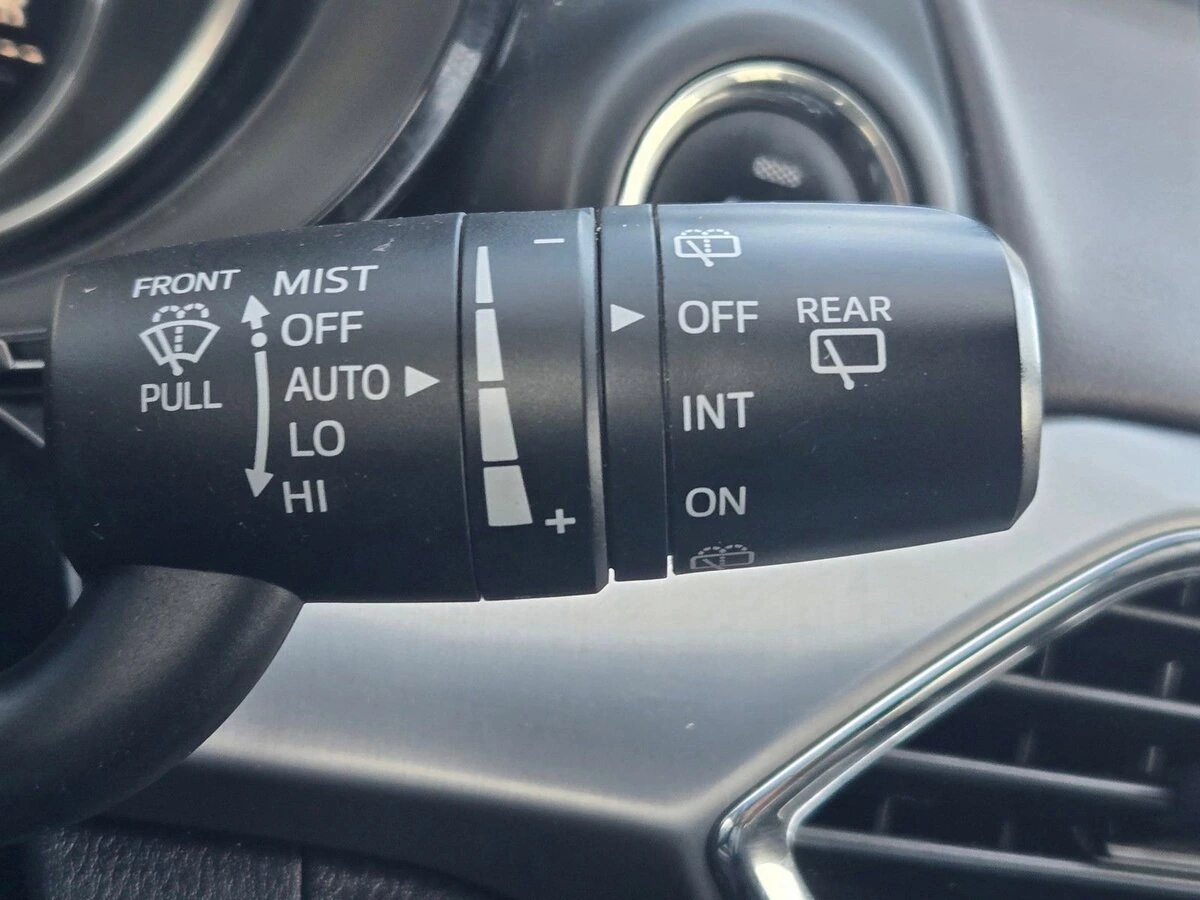 FRONT
PULL
MIST
OFF
AUTO
LO
HI
−
+
OFF
INT
ON
REAR